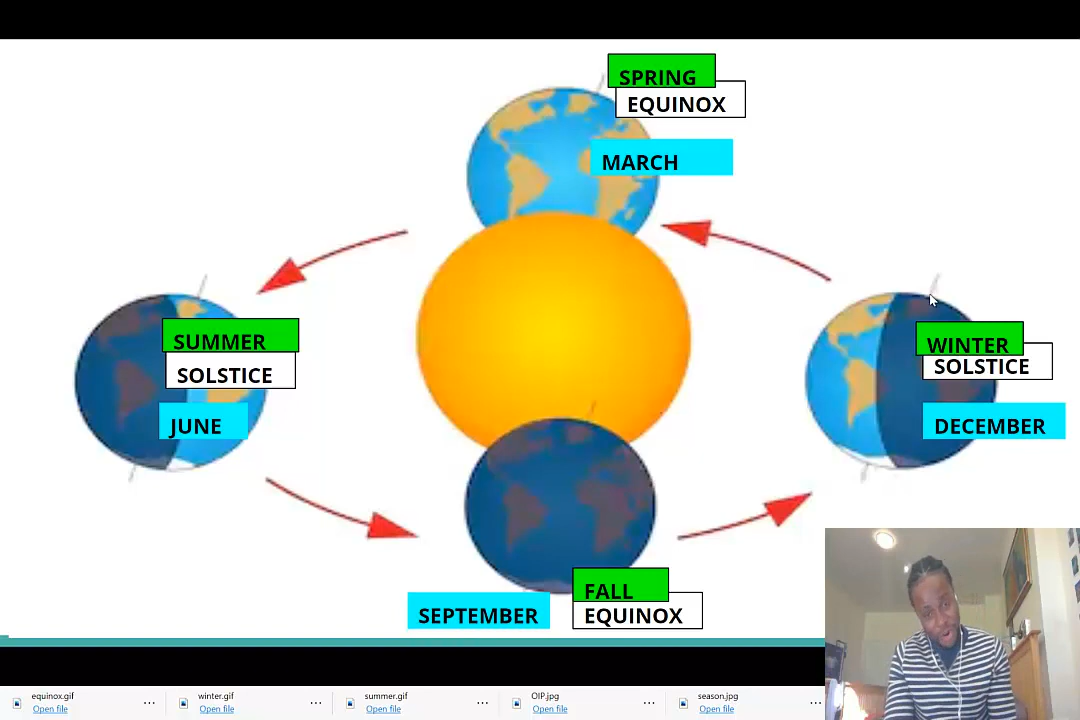 SPRING
EQUINOX
MARCH
SUMMER
SOLSTICE
JUNE
WINTER
SOLSTICE
DECEMBER
FALL
SEPTEMBER
EQUINOX
equinox.gif
Open file
...
winter.gif
Open file
...
summer.gif
Open file
...
OIP.jpg
Open file
...
season.jpg
Open file
...